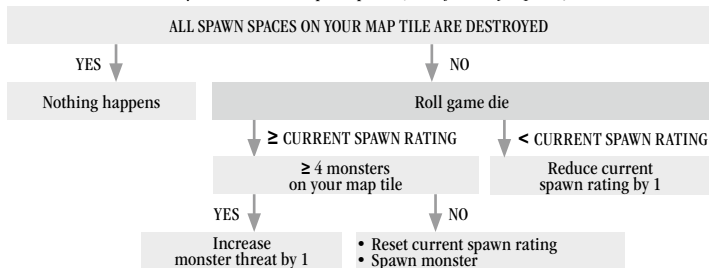 ALL SPAWN SPACES ON YOUR MAP TILE ARE DESTROYED
YES
NO
Nothing happens
Roll game die
≥ CURRENT SPAWN RATING
< CURRENT SPAWN RATING
≥ 4 monsters
on your map tile
Reduce current
spawn rating by 1
YES
NO
Increase
monster threat by 1
• Reset current spawn rating
• Spawn monster